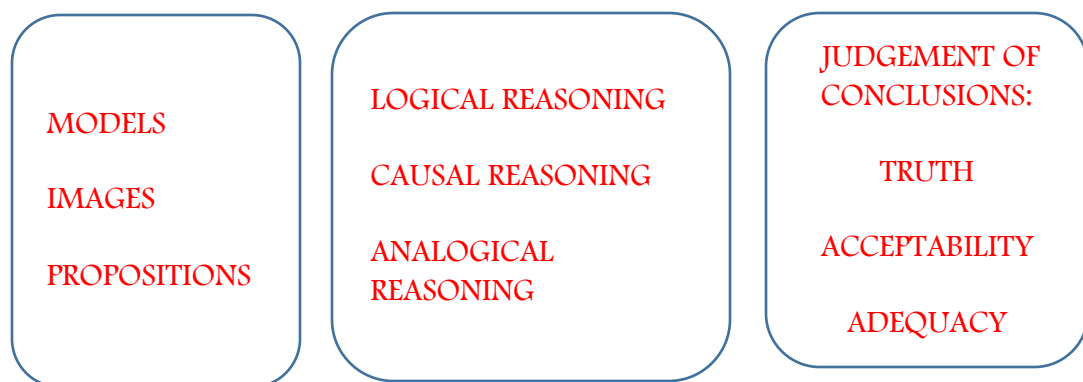 MODELS
IMAGES
PROPOSITIONS
LOGICAL REASONING
CAUSAL REASONING
ANALOGICAL
REASONING
JUDGEMENT OF
CONCLUSIONS:
TRUTH
ACCEPTABILITY
ADEQUACY